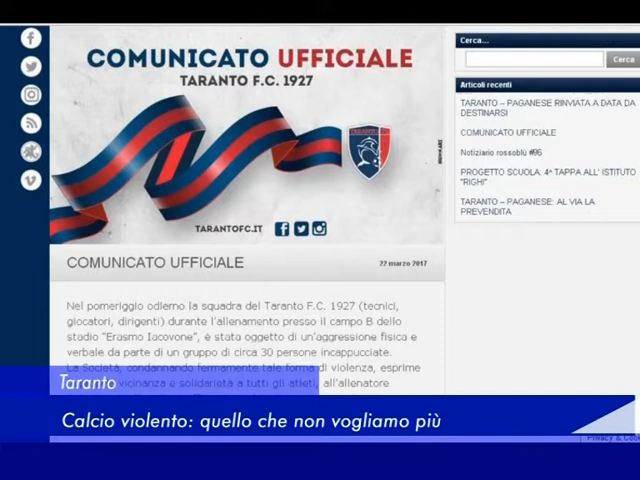 COMUNICATO UFFICIALE
TARANTO F.C. 1927
TARANTOFC.IT
COMUNICATO UFFICIALE
22 marzo 2017
Nel pomeriggio odierno la squadra del Taranto F.C. 1927 (tecnici,
giocatori, dirigenti) durante l'allenamento presso il campo B dello
stadio "Erasmo Iacovone", è stata oggetto di un'aggressione fisica e
verbale da parte di un gruppo di circa 30 persone incappucciate.
La Società, condannando fermamente tale forma di violenza, esprime
vicinanza e solidarietà a tutti gli atleti, all'allenatore
Cerca...
Cerca
Articoli recenti
TARANTO – PAGANESE RINVIATA A DATA DA
DESTINARSI
COMUNICATO UFFICIALE
Notiziario rossoblù #96
PROGETTO SCUOLA: 4ª TAPPA ALL' ISTITUTO
"RIGHI"
TARANTO – PAGANESE: AL VIA LA
PREVENDITA
Taranto
Calcio violento: quello che non vogliamo più
Privacy & Cook